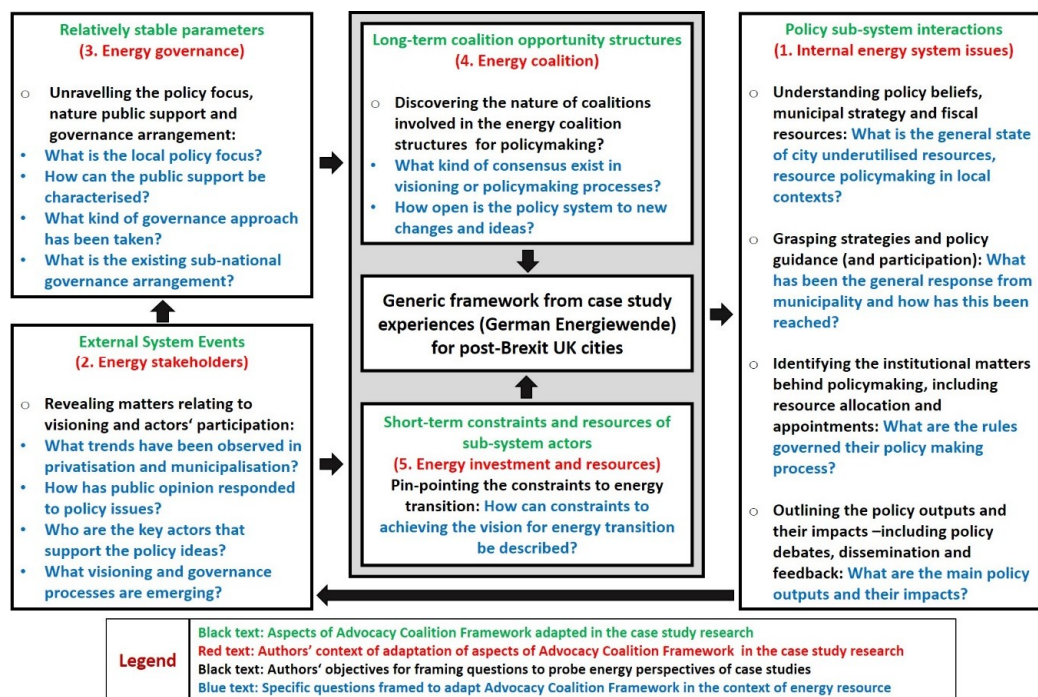 Relatively stable parameters
(3. Energy governance)
○ Unravelling the policy focus,
nature public support and
governance arrangement:
• What is the local policy focus?
• How can the public support be
characterised?
• What kind of governance approach
has been taken?
• What is the existing sub-national
governance arrangement?
External System Events
(2. Energy stakeholders)
○ Revealing matters relating to
visioning and actors‘ participation:
• What trends have been observed in
privatisation and municipalisation?
• How has public opinion responded
to policy issues?
• Who are the key actors that
support the policy ideas?
• What visioning and governance
processes are emerging?
Long-term coalition opportunity structures
(4. Energy coalition)
○ Discovering the nature of coalitions
involved in the energy coalition
structures for policymaking?
• What kind of consensus exist in
visioning or policymaking processes?
• How open is the policy system to new
changes and ideas?
Generic framework from case study
experiences (German Energiewende)
for post-Brexit UK cities
Short-term constraints and resources of
sub-system actors
(5. Energy investment and resources)
Pin-pointing the constraints to energy
transition: How can constraints to
achieving the vision for energy transition
be described?
Policy sub-system interactions
(1. Internal energy system issues)
○ Understanding policy beliefs,
municipal strategy and fiscal
resources: What is the general state
of city underutilised resources,
resource policymaking in local
contexts?
○ Grasping strategies and policy
guidance (and participation): What
has been the general response from
municipality and how has this been
reached?
○ Identifying the institutional matters
behind policymaking, including
resource allocation and
appointments: What are the rules
governed their policy making
process?
○ Outlining the policy outputs and
their impacts –including policy
debates, dissemination and
feedback: What are the main policy
outputs and their impacts?
Legend
Black text: Aspects of Advocacy Coalition Framework adapted in the case study research
Red text: Authors‘ context of adaptation of aspects of Advocacy Coalition Framework in the case study research
Black text: Authors‘ objectives for framing questions to probe energy perspectives of case studies
Blue text: Specific questions framed to adapt Advocacy Coalition Framework in the context of energy resource